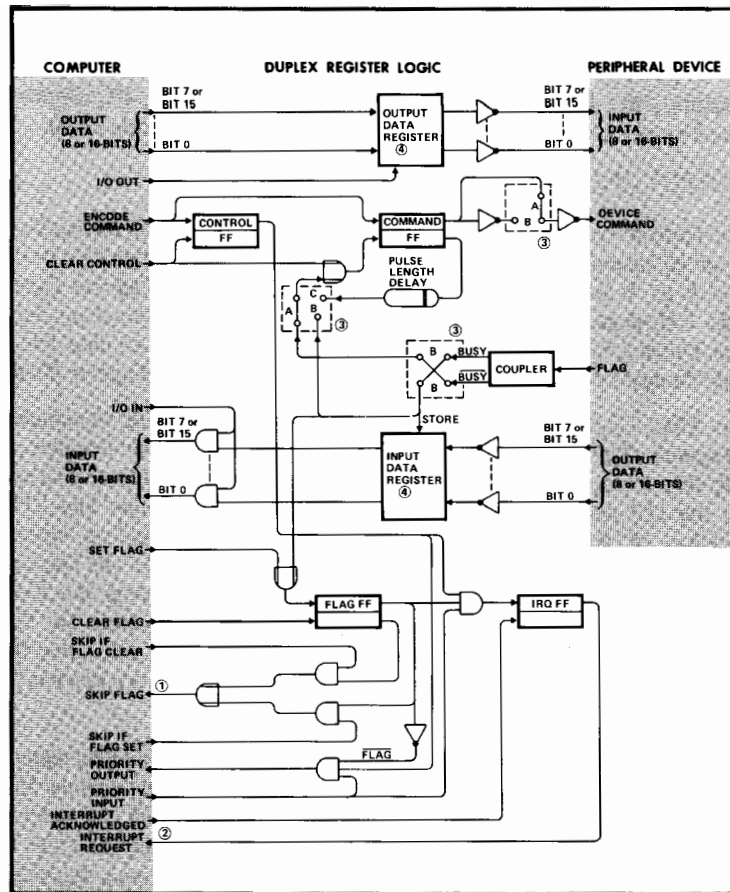 COMPUTER
DUPLEX REGISTER LOGIC
PERIPHERAL DEVICE
OUTPUT
DATA
(8 or 16-BITS)
BIT 7 or
BIT 15
BIT 0
OUTPUT
DATA
REGISTER
④
BIT 7 or
BIT 15
BIT 0
INPUT
DATA
(8 or 16-BITS)
I/O OUT
ENCODE
COMMAND
CONTROL
FF
COMMAND
FF
A
B
③
DEVICE
COMMAND
CLEAR CONTROL
PULSE
LENGTH
DELAY
A
C
B
③
③
B
B
BUSY
BUSY
COUPLER
FLAG
STORE
I/O IN
BIT 7 or
BIT 15
INPUT
DATA
(8 or 16-BITS)
BIT 0
INPUT
DATA
REGISTER
④
BIT 7 or
BIT 15
BIT 0
OUTPUT
DATA
(8 or 16-BITS)
SET FLAG
FLAG FF
IRQ FF
CLEAR FLAG
SKIP IF
FLAG CLEAR
SKIP FLAG
①
SKIP IF
FLAG SET
FLAG
PRIORITY
OUTPUT
PRIORITY
INPUT
INTERRUPT
ACKNOWLEDGED
INTERRUPT
REQUEST
②